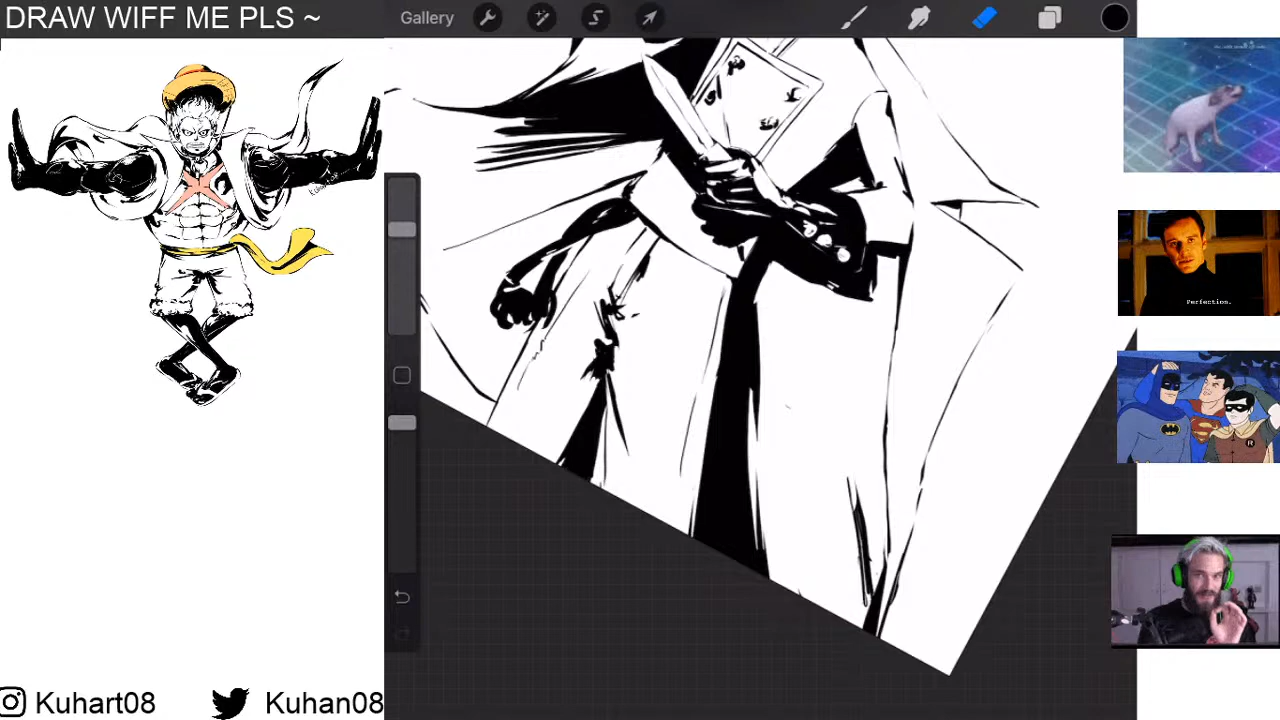 DRAW WIFF ME PLS ~
Gallery
Perfection.
Kuhart08
Kuhan08